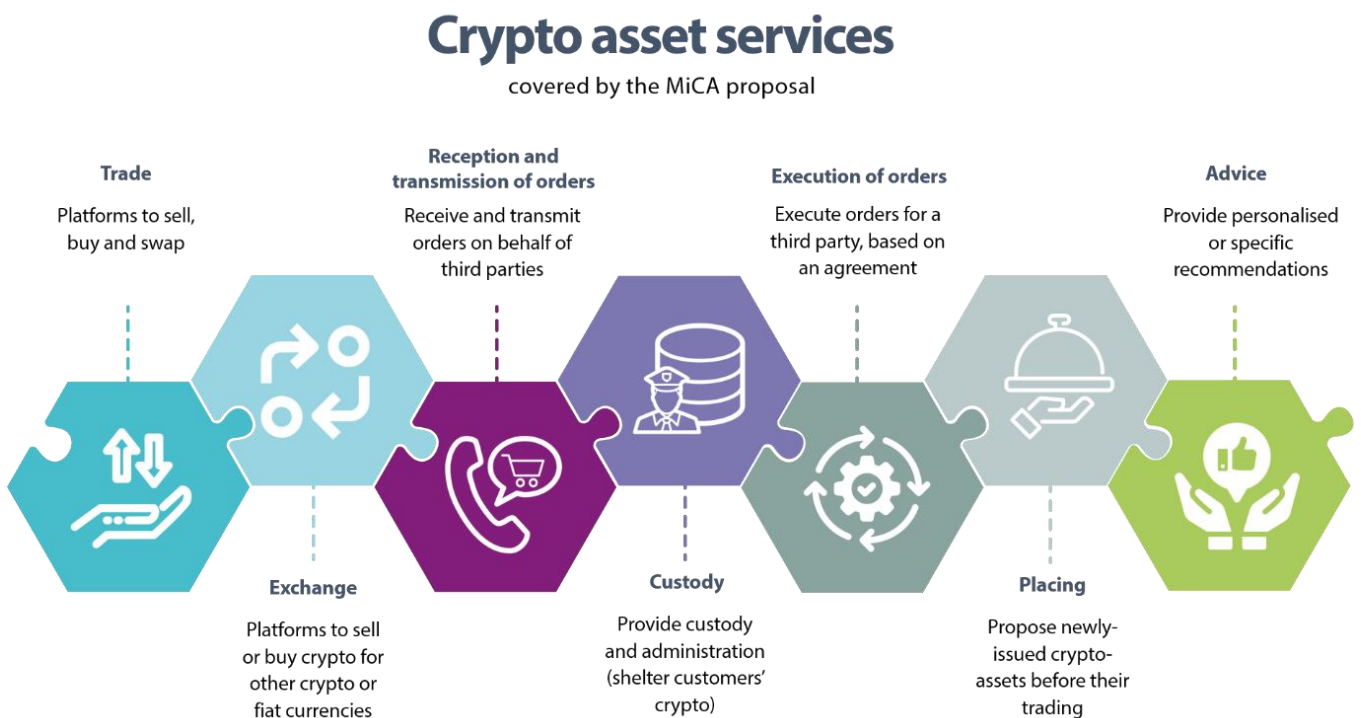 Crypto asset services
covered by the MiCA proposal
Trade
Platforms to sell,
buy and swap
Exchange
Platforms to sell
or buy crypto for
other crypto or
fiat currencies
Reception and
transmission of orders
Receive and transmit
orders on behalf of
third parties
Custody
Provide custody
and administration
(shelter customers'
crypto)
Execution of orders
Execute orders for a
third party, based on
an agreement
Placing
Propose newly-
issued crypto-
assets before their
trading
Advice
Provide personalised
or specific
recommendations